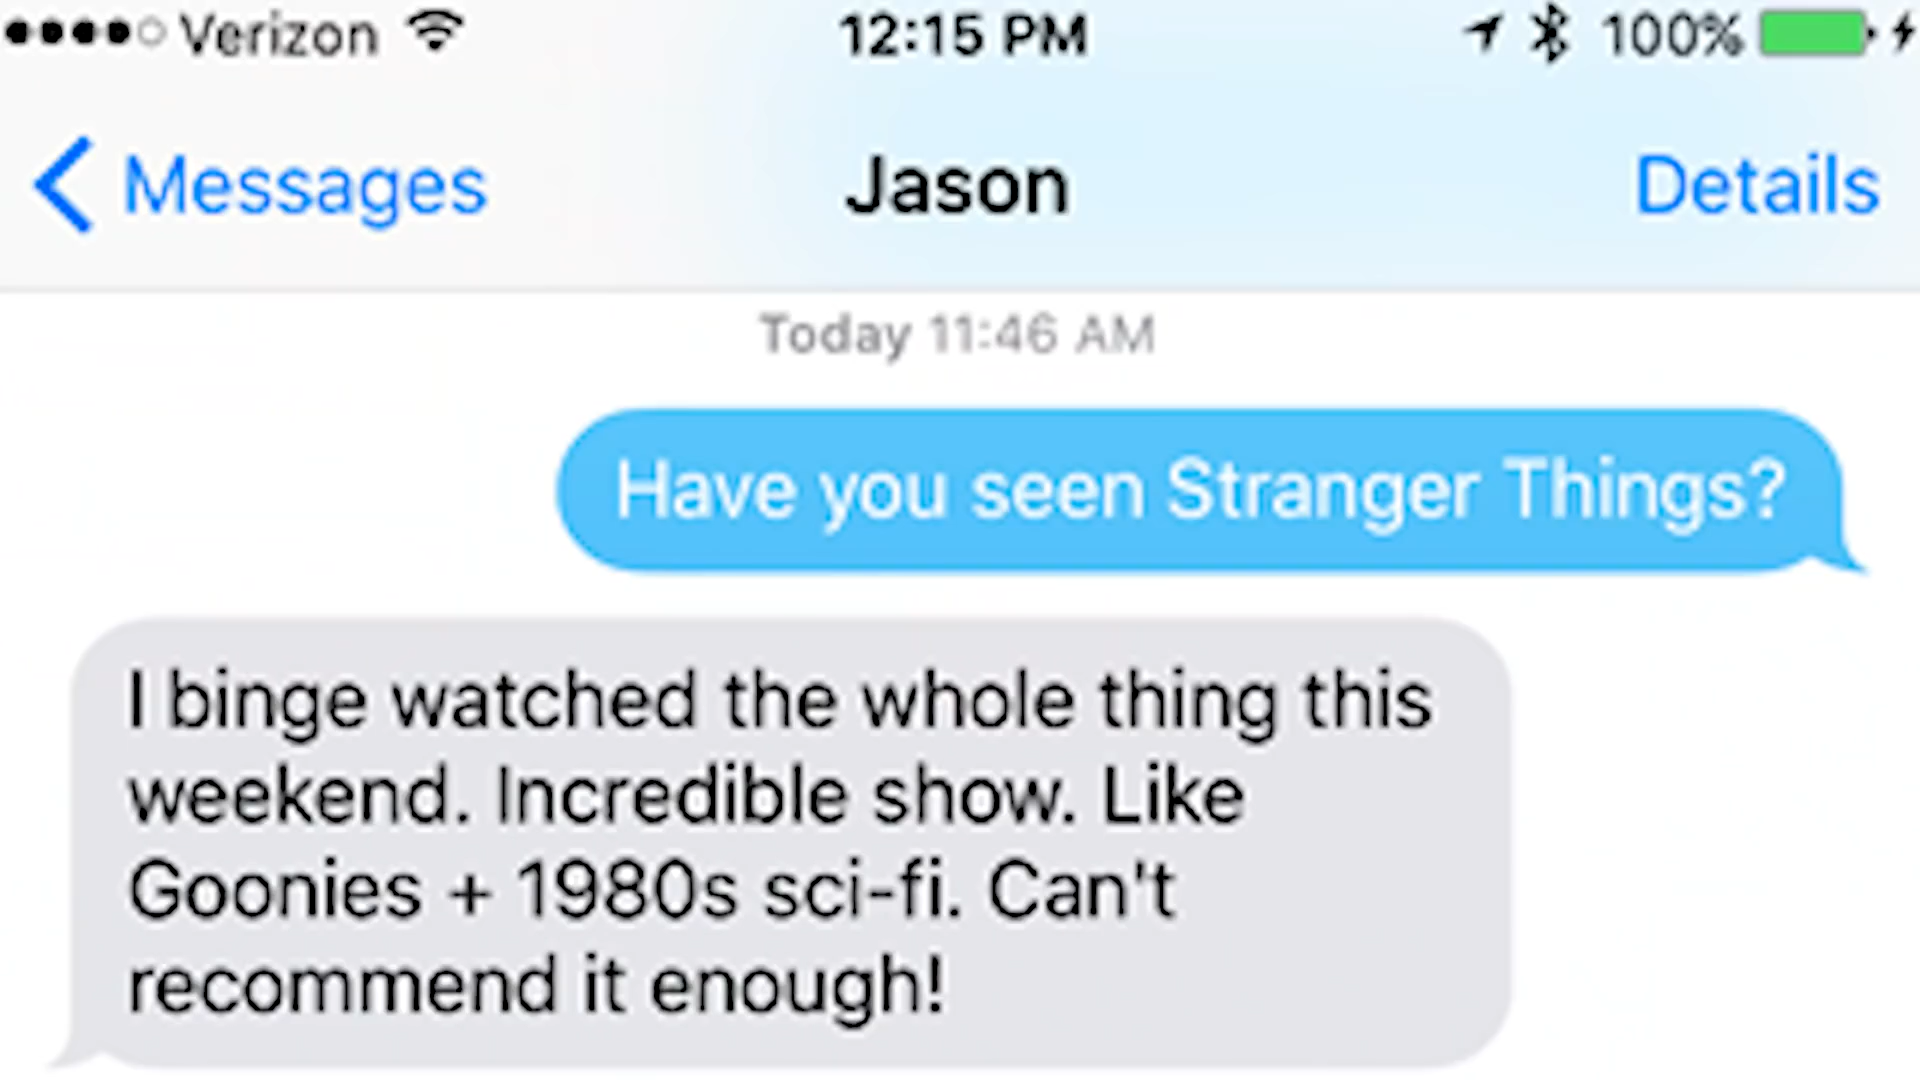 Verizon 12:15 PM 100%
Messages Jason Details
Today 11:46 AM
Have you seen Stranger Things?
I binge watched the whole thing this
weekend. Incredible show. Like
Goonies + 1980s sci-fi. Can't
recommend it enough!